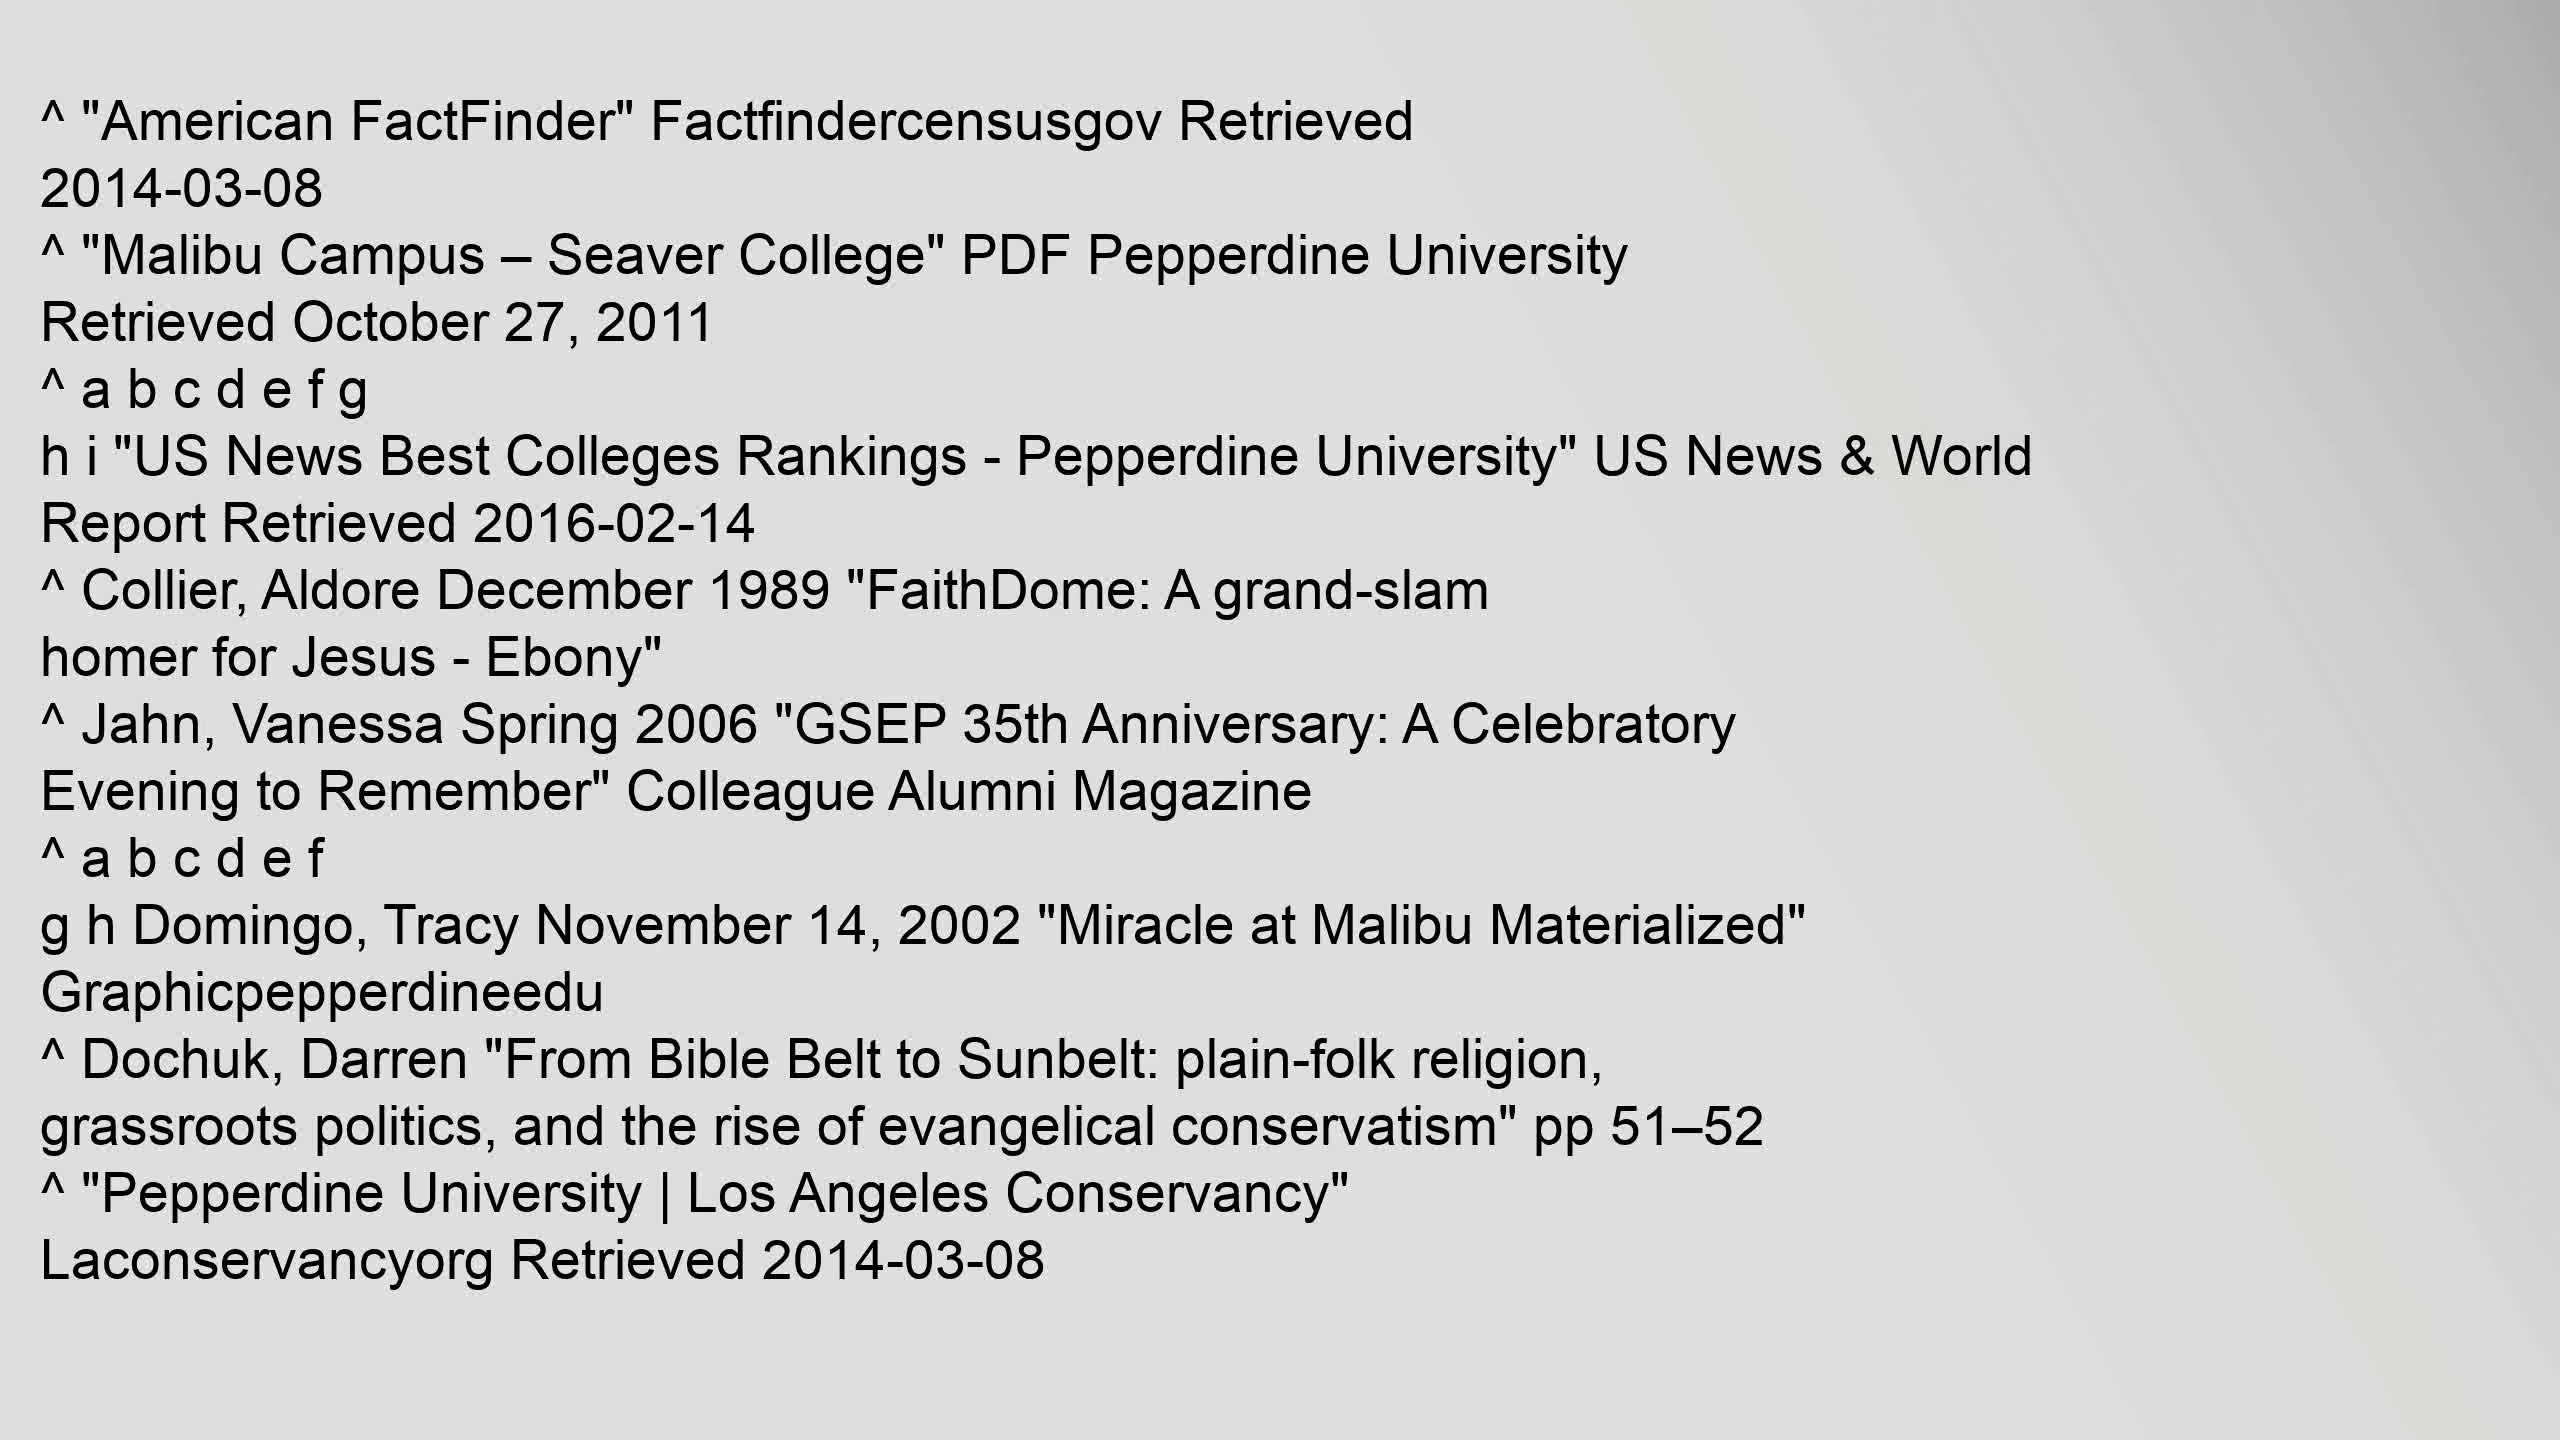 ^ "American FactFinder" Factfindercensusgov Retrieved
2014-03-08
^ "Malibu Campus – Seaver College" PDF Pepperdine University
Retrieved October 27, 2011
^ a b c d e f g
h i "US News Best Colleges Rankings - Pepperdine University" US News & World
Report Retrieved 2016-02-14
^ Collier, Aldore December 1989 "FaithDome: A grand-slam
homer for Jesus - Ebony"
^ Jahn, Vanessa Spring 2006 "GSEP 35th Anniversary: A Celebratory
Evening to Remember" Colleague Alumni Magazine
^ a b c d e f
g h Domingo, Tracy November 14, 2002 "Miracle at Malibu Materialized"
Graphicpepperdineedu
^ Dochuk, Darren "From Bible Belt to Sunbelt: plain-folk religion,
grassroots politics, and the rise of evangelical conservatism" pp 51–52
^ "Pepperdine University | Los Angeles Conservancy"
Laconservancyorg Retrieved 2014-03-08